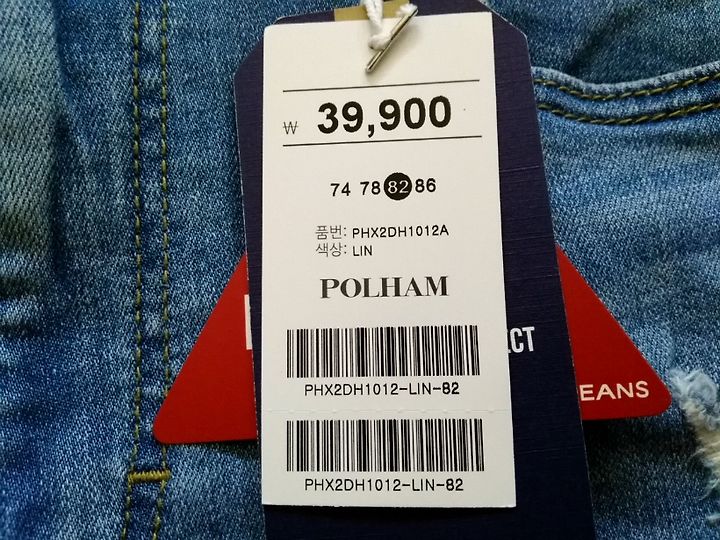 ₩ 39,900
74 78 82 86
품번: PHX2DH1012A
색상: LIN
POLHAM
PHX2DH1012-LIN-82
PHX2DH1012-LIN-82